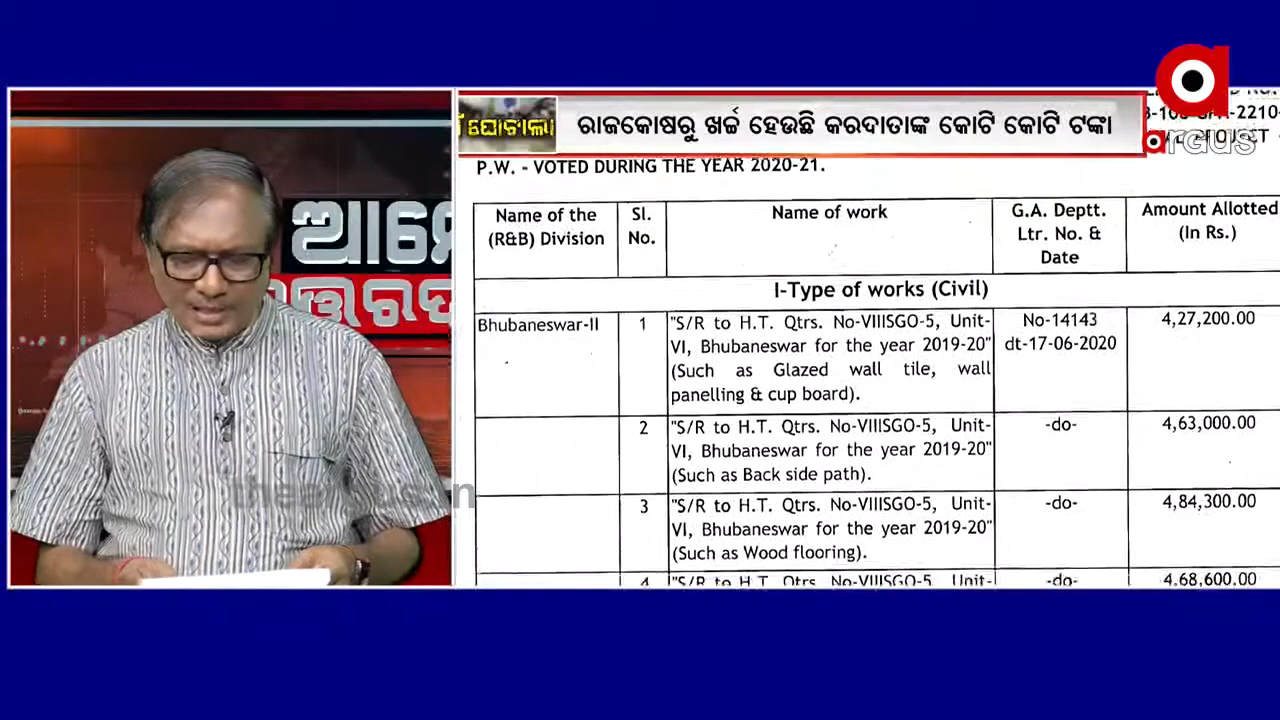 ଘୋଟାଲା
ରାଜକୋଷରୁ ଖର୍ଚ୍ଚ ହେଉଛି କରଦାତାଙ୍କ କୋଟି କୋଟି ଟଙ୍କା
argus
P.W. - VOTED DURING THE YEAR 2020-21.
Name of the
(R&B) Division
Sl.
No.
Name of work
G.A. Deptt.
Ltr. No. &
Date
Amount Allotted
(In Rs.)
I-Type of works (Civil)
Bhubaneswar-II
1
"S/R to H.T. Qtrs. No-VIIISGO-5, Unit-
VI, Bhubaneswar for the year 2019-20"
(Such as Glazed wall tile, wall
panelling & cup board).
No-14143
dt-17-06-2020
4,27,200.00
2
"S/R to H.T. Qtrs. No-VIIISGO-5, Unit-
VI, Bhubaneswar for the year 2019-20"
(Such as Back side path).
-do-
4,63,000.00
3
"S/R to H.T. Qtrs. No-VIIISGO-5, Unit-
VI, Bhubaneswar for the year 2019-20"
(Such as Wood flooring).
-do-
4,84,300.00
4
"S/R to H.T. Qtrs. No-VIIISGO-5, Unit-
-do-
4,68,600.00